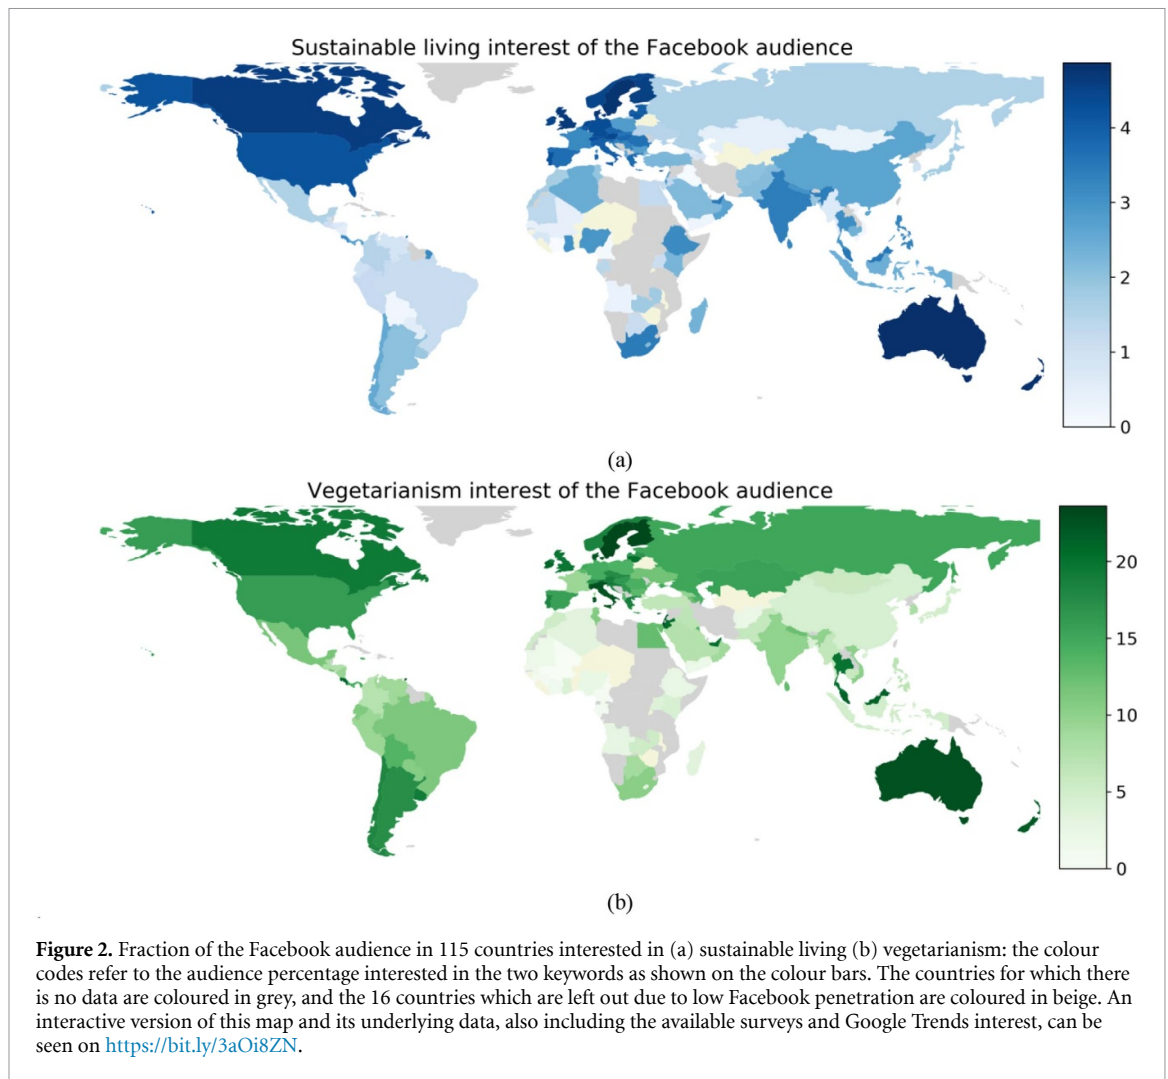 Sustainable living interest of the Facebook audience
4
3
2
1
0
(a)
Vegetarianism interest of the Facebook audience
20
15
10
5
0
(b)
Figure 2. Fraction of the Facebook audience in 115 countries interested in (a) sustainable living (b) vegetarianism: the colour
codes refer to the audience percentage interested in the two keywords as shown on the colour bars. The countries for which there
is no data are coloured in grey, and the 16 countries which are left out due to low Facebook penetration are coloured in beige. An
interactive version of this map and its underlying data, also including the available surveys and Google Trends interest, can be
seen on https://bit.ly/3aOi8ZN.